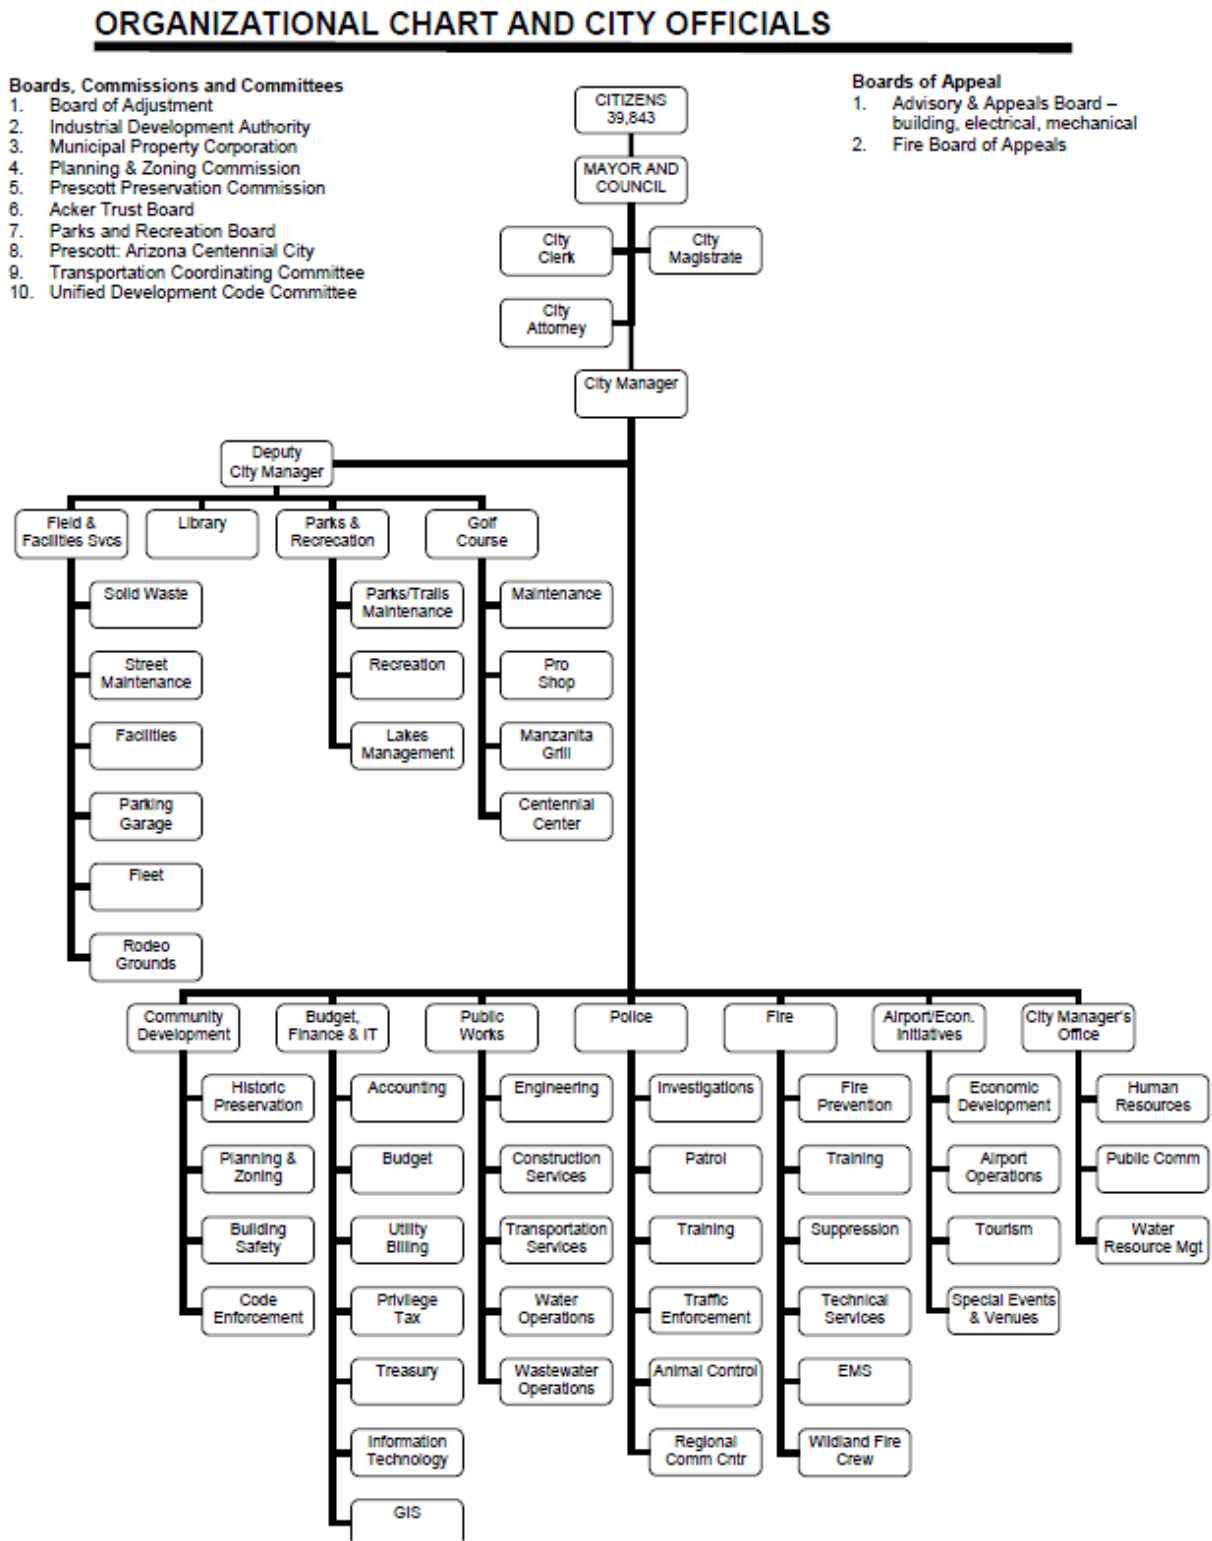 ORGANIZATIONAL CHART AND CITY OFFICIALS
Boards, Commissions and Committees
1. Board of Adjustment
2. Industrial Development Authority
3. Municipal Property Corporation
4. Planning & Zoning Commission
5. Prescott Preservation Commission
6. Acker Trust Board
7. Parks and Recreation Board
8. Prescott: Arizona Centennial City
9. Transportation Coordinating Committee
10. Unified Development Code Committee
Boards of Appeal
1. Advisory & Appeals Board –
building, electrical, mechanical
2. Fire Board of Appeals
CITIZENS
39,843
MAYOR AND
COUNCIL
City
Clerk
City
Magistrate
City
Attorney
City Manager
Deputy
City Manager
Field &
Facilities Svcs
Library
Parks &
Recrecation
Golf
Course
Solid Waste
Street
Maintenance
Facilities
Parking
Garage
Fleet
Rodeo
Grounds
Parks/Trails
Maintenance
Recreation
Lakes
Management
Maintenance
Pro
Shop
Manzanita
Grill
Centennial
Center
Community
Development
Budget,
Finance & IT
Public
Works
Police
Fire
Airport/Econ.
Initiatives
City Manager's
Office
Historic
Preservation
Planning &
Zoning
Building
Safety
Code
Enforcement
Accounting
Budget
Utility
Billing
Privilege
Tax
Treasury
Information
Technology
GIS
Engineering
Construction
Services
Transportation
Services
Water
Operations
Wastewater
Operations
Investigations
Patrol
Training
Traffic
Enforcement
Animal Control
Regional
Comm Cntr
Fire
Prevention
Training
Suppression
Technical
Services
EMS
Wildland Fire
Crew
Economic
Development
Airport
Operations
Tourism
Special Events
& Venues
Human
Resources
Public Comm
Water
Resource Mgt